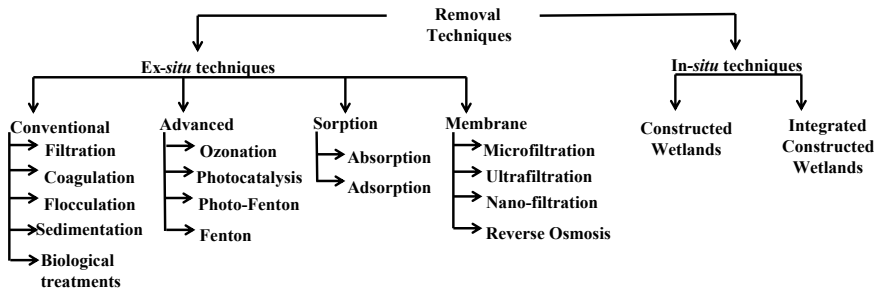 Removal
Techniques
Ex-situ techniques
In-situ techniques
Conventional
Filtration
Coagulation
Flocculation
Sedimentation
Biological
treatments
Advanced
Ozonation
Photocatalysis
Photo-Fenton
Fenton
Sorption
Absorption
Adsorption
Membrane
Microfiltration
Ultrafiltration
Nano-filtration
Reverse Osmosis
Constructed
Wetlands
Integrated
Constructed
Wetlands